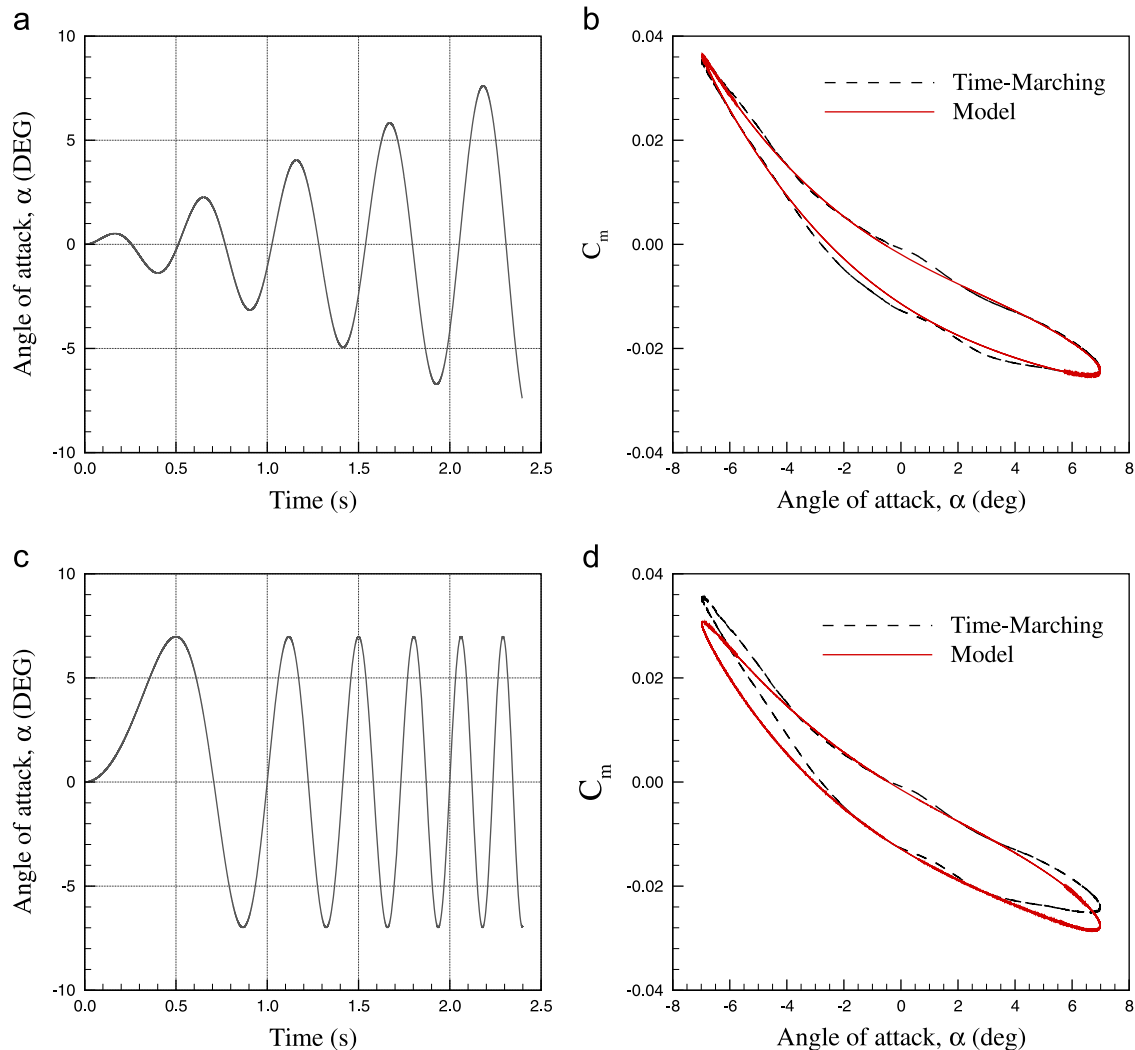 a
10
5
0
-5
-10
Angle of attack, α (DEG)
0.0 0.5 1.0 1.5 2.0 2.5
Time (s)
b
0.04
0.02
0.00
-0.02
-0.04
C_m
Time-Marching
Model
-8 -6 -4 -2 0 2 4 6 8
Angle of attack, α (deg)
c
10
5
0
-5
-10
Angle of attack, α (DEG)
0.0 0.5 1.0 1.5 2.0 2.5
Time (s)
d
0.04
0.02
0.00
-0.02
-0.04
C_m
Time-Marching
Model
-8 -6 -4 -2 0 2 4 6 8
Angle of attack, α (deg)